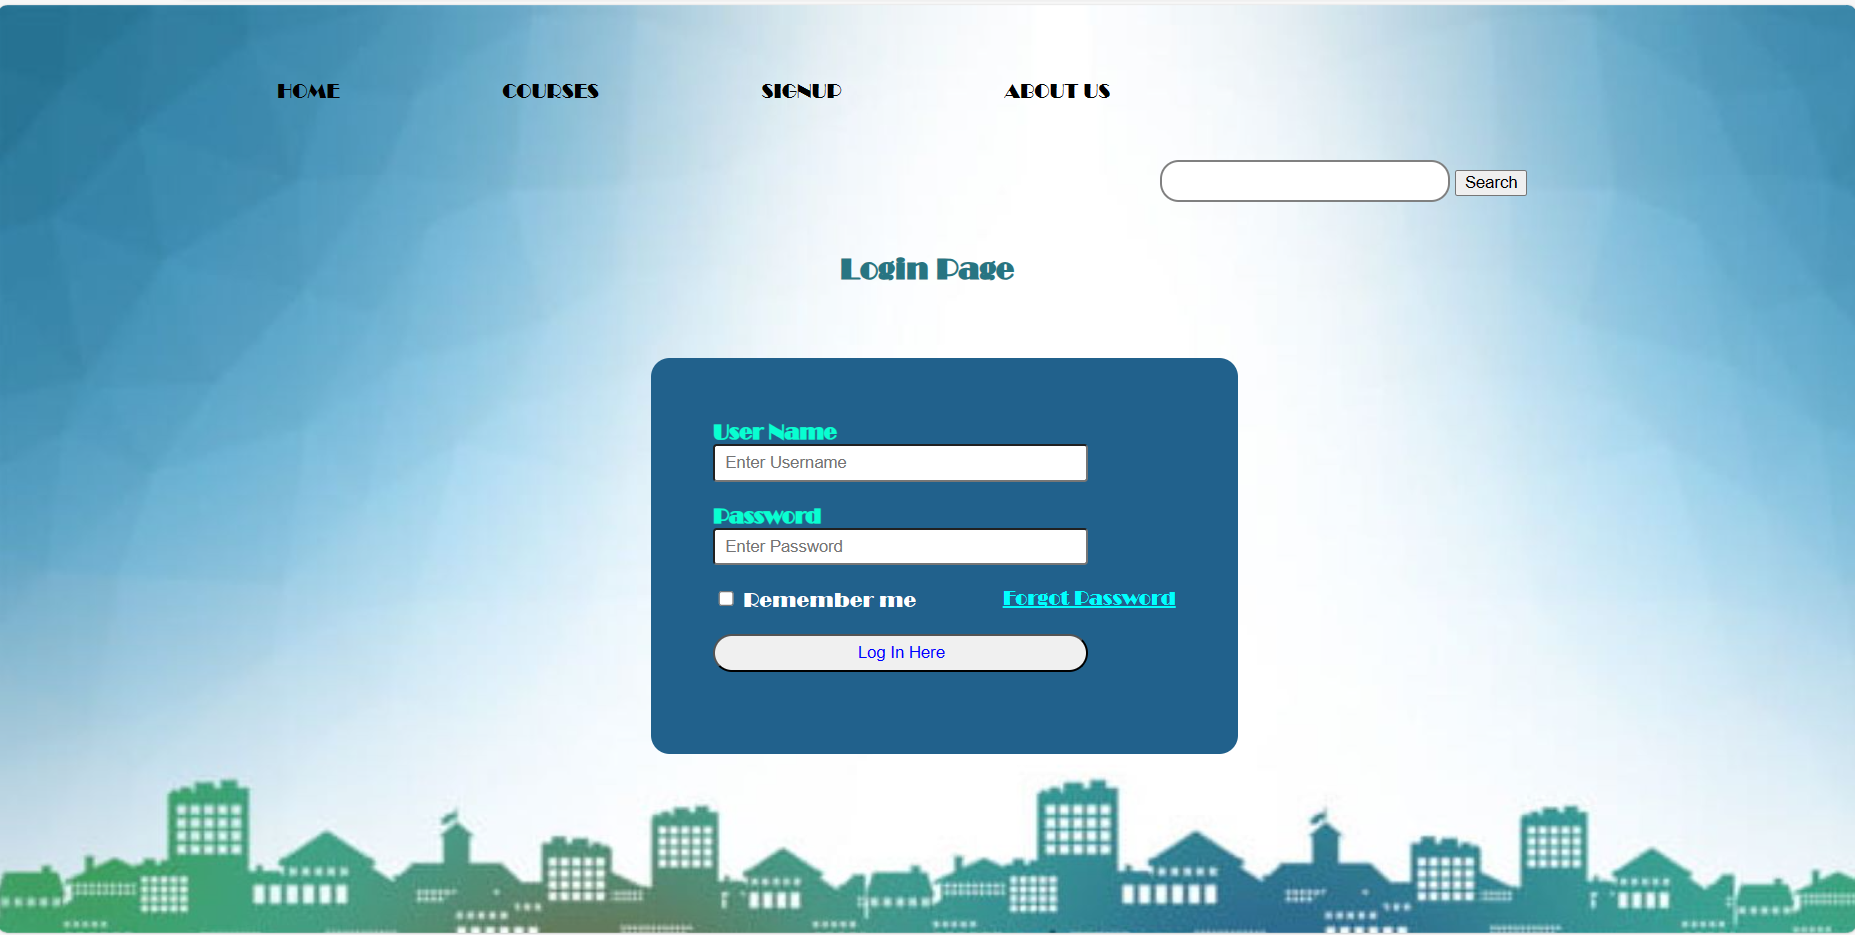 HOME COURSES SIGNUP ABOUT US
Search
Login Page
User Name
Enter Username
Password
Enter Password
Remember me Forgot Password
Log In Here